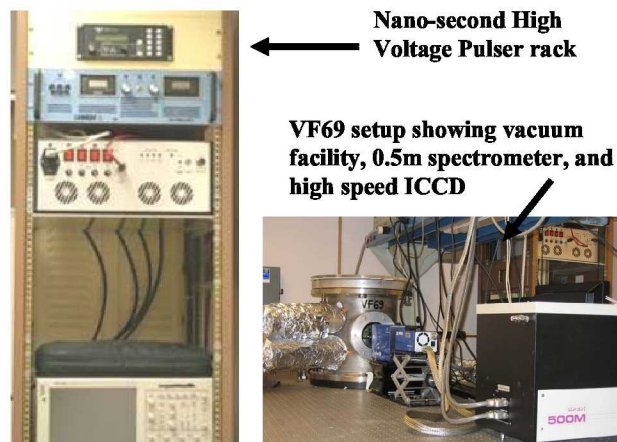 Nano-second High
Voltage Pulser rack
VF69 setup showing vacuum
facility, 0.5m spectrometer, and
high speed ICCD
VF69
500M